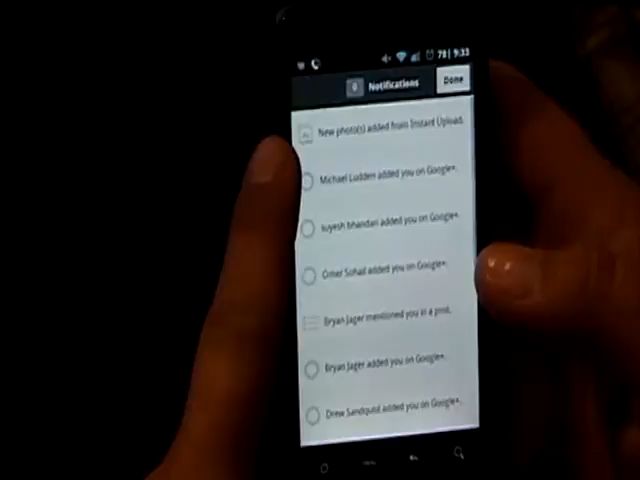 78 9:33
0 Notifications Done
New photo(s) added from Instant Upload.
Michael Ludden added you on Google+.
suyesh bhandari added you on Google+.
Omer Sohail added you on Google+.
Bryan Jager mentioned you in a post.
Bryan Jager added you on Google+.
Drew Sandquist added you on Google+.